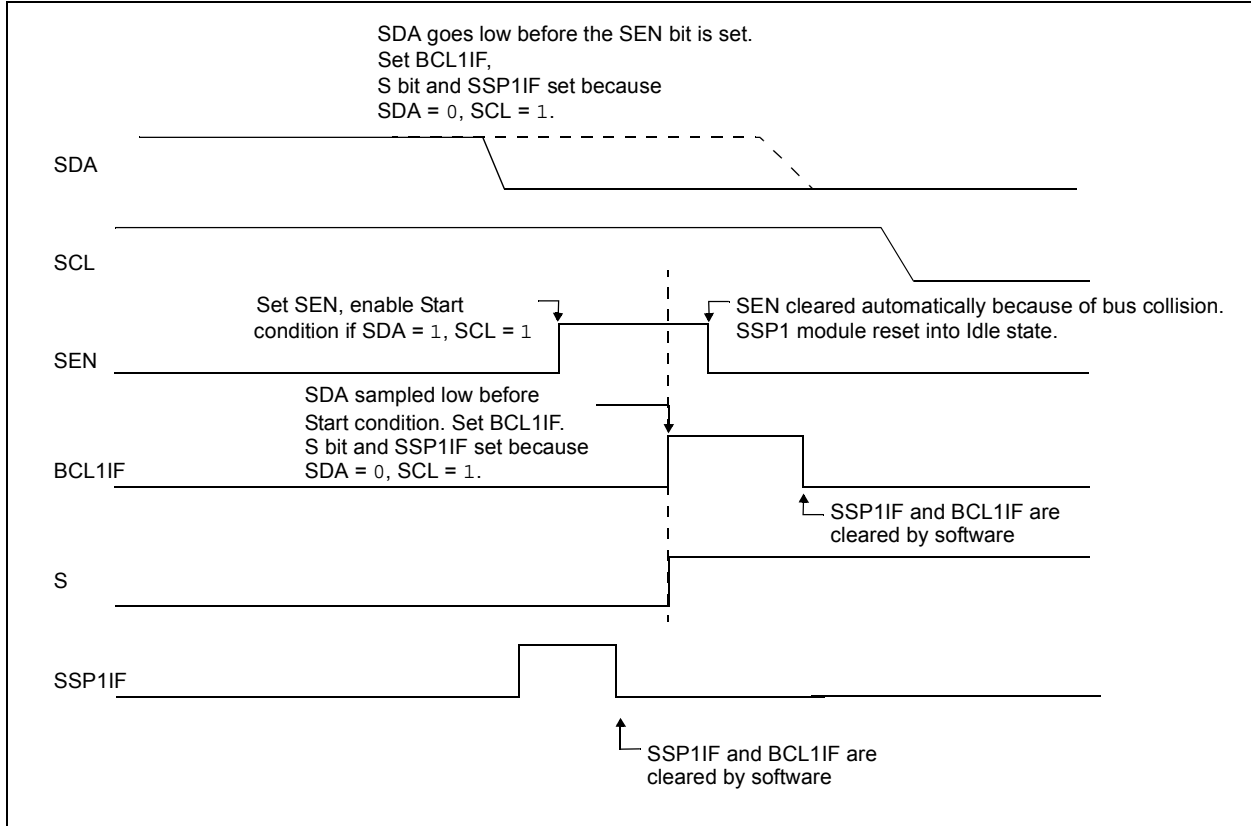 SDA goes low before the SEN bit is set.
Set BCL1IF,
S bit and SSP1IF set because
SDA = 0, SCL = 1.
SDA
SCL
Set SEN, enable Start
condition if SDA = 1, SCL = 1
SEN cleared automatically because of bus collision.
SSP1 module reset into Idle state.
SEN
SDA sampled low before
Start condition. Set BCL1IF.
S bit and SSP1IF set because
SDA = 0, SCL = 1.
BCL1IF
SSP1IF and BCL1IF are
cleared by software
S
SSP1IF
SSP1IF and BCL1IF are
cleared by software